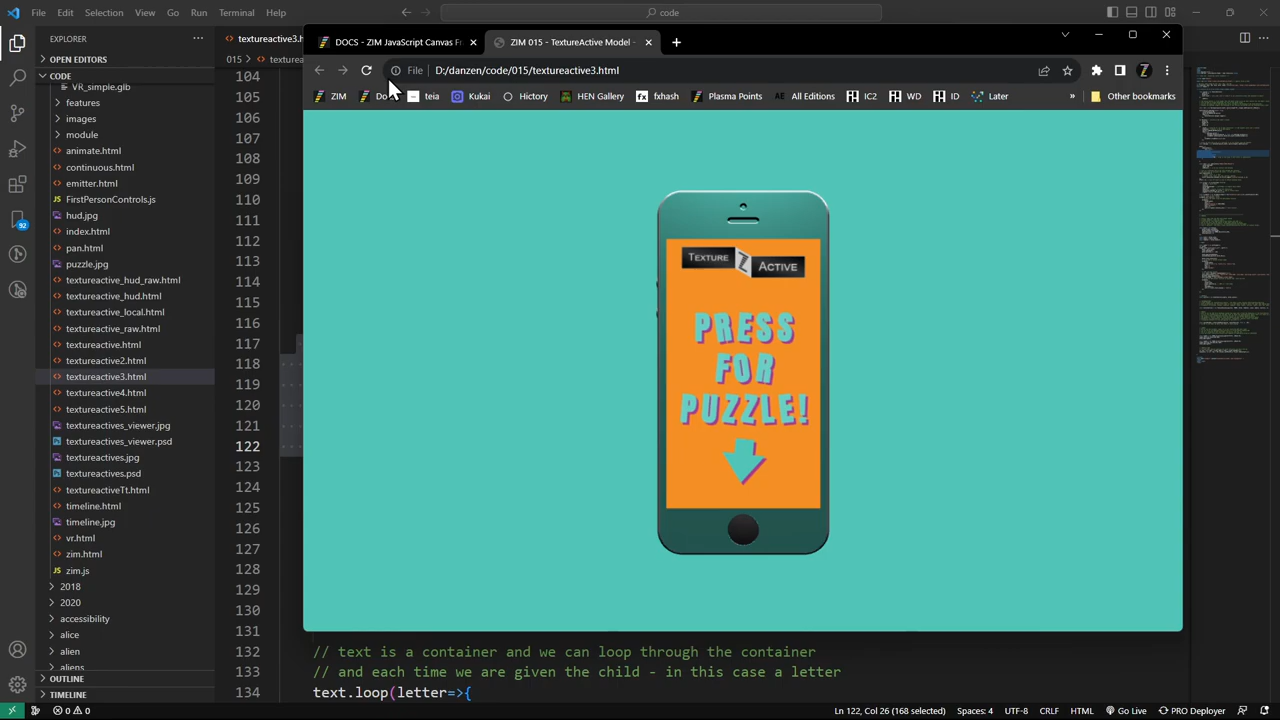 File Edit Selection View Go Run Terminal Help
code
EXPLORER
OPEN EDITORS
CODE
VR_simple.glb
features
images
module
animate.html
continuous.html
emitter.html
FirstPersonControls.js
hud.jpg
index.html
pan.html
puzzle.jpg
textureactive_hud_raw.html
textureactive_hud.html
textureactive_local.html
textureactive_raw.html
textureactive.html
textureactive2.html
textureactive3.html
textureactive4.html
textureactive5.html
textureactives_viewer.jpg
textureactives_viewer.psd
textureactives.jpg
textureactives.psd
textureactiveTt.html
timeline.html
timeline.jpg
vr.html
zim.html
zim.js
2018
2020
accessibility
alice
alien
aliens
OUTLINE
TIMELINE
92
textureactive3.h
015
textureac
104
105
106
107
108
109
110
111
112
113
114
115
116
117
118
119
120
121
122
123
124
125
126
127
128
129
130
131
132
133
134
DOCS - ZIM JavaScript Canvas Fr
ZIM 015 - TextureActive Model -
File D:/danzen/code/015/textureactive3.html
ZIM
Kukai
History
HEN Gallery
fx
fxhash
Plasma Points
All Editions
IC2
WD
Later
»
Other bookmarks
Z
TEXTURE Z ACTIVE
PRESS
FOR
PUZZLE!
// text is a container and we can loop through the container
// and each time we are given the child - in this case a letter
text.loop(letter=>{
0 0 Ln 122, Col 26 (168 selected) Spaces: 4 UTF-8 CRLF HTML Go Live PRO Deployer